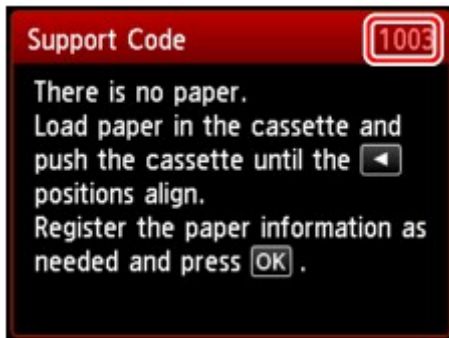 Support Code 1003
There is no paper.
Load paper in the cassette and
push the cassette until the ◀
positions align.
Register the paper information as
needed and press OK .